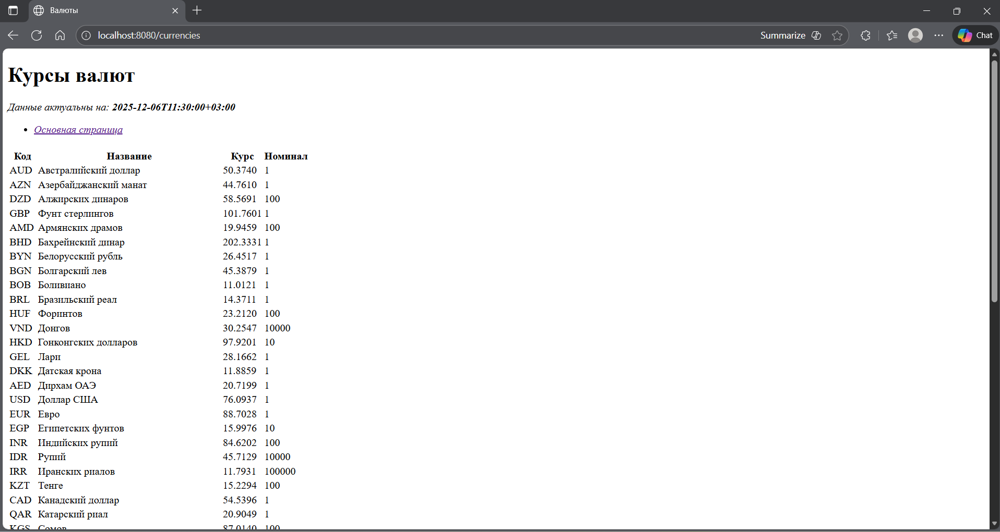 Валюты
localhost:8080/currencies
Summarize
Chat
Курсы валют
Данные актуальны на: 2025-12-06T11:30:00+03:00
Основная страница
Код Название Курс Номинал
AUD Австралийский доллар 50.3740 1
AZN Азербайджанский манат 44.7610 1
DZD Алжирских динаров 58.5691 100
GBP Фунт стерлингов 101.7601 1
AMD Армянских драмов 19.9459 100
BHD Бахрейнский динар 202.3331 1
BYN Белорусский рубль 26.4517 1
BGN Болгарский лев 45.3879 1
BOB Боливиано 11.0121 1
BRL Бразильский реал 14.3711 1
HUF Форинтов 23.2120 100
VND Донгов 30.2547 10000
HKD Гонконгских долларов 97.9201 10
GEL Лари 28.1662 1
DKK Датская крона 11.8859 1
AED Дирхам ОАЭ 20.7199 1
USD Доллар США 76.0937 1
EUR Евро 88.7028 1
EGP Египетских фунтов 15.9976 10
INR Индийских рупий 84.6202 100
IDR Рупий 45.7129 10000
IRR Иранских риалов 11.7931 100000
KZT Тенге 15.2294 100
CAD Канадский доллар 54.5396 1
QAR Катарский риал 20.9049 1
KGS Сомов 87.0140 100